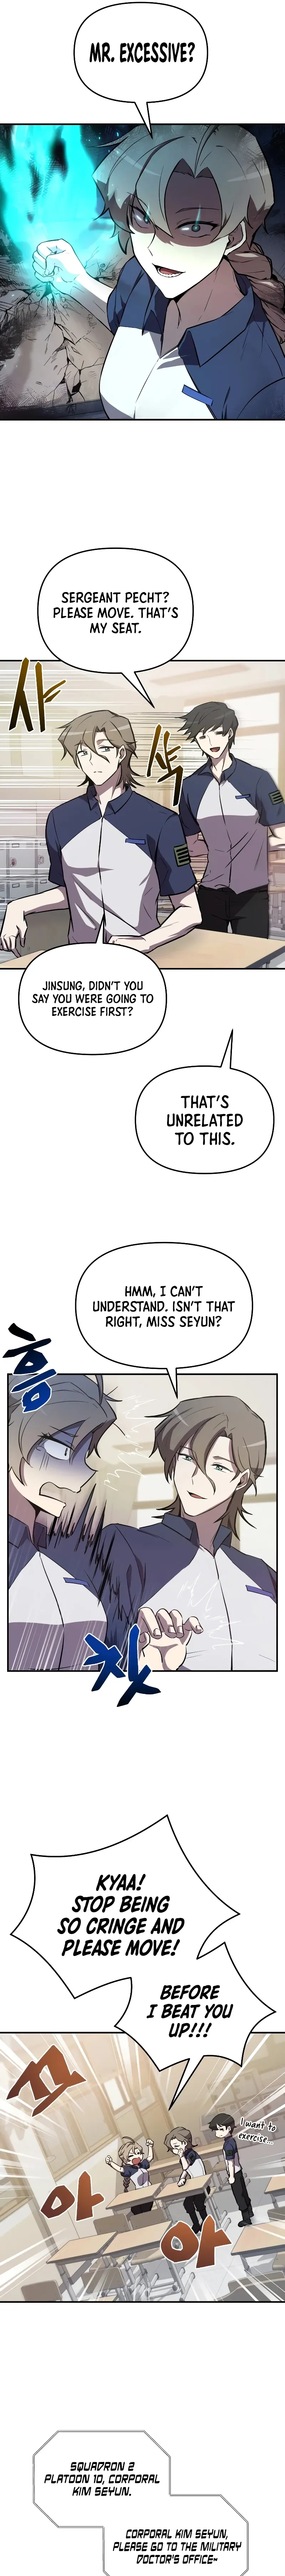 MR. EXCESSIVE?
SERGEANT PECHT?
PLEASE MOVE. THAT'S
MY SEAT.
사
삭
JINSUNG, DIDN'T YOU
SAY YOU WERE GOING TO
EXERCISE FIRST?
THAT'S
UNRELATED
TO THIS.
HMM, I CAN'T
UNDERSTAND. ISN'T THAT
RIGHT, MISS SEYUN?
흠
칫
KYAA!
STOP BEING
SO CRINGE AND
PLEASE MOVE!
BEFORE
I BEAT YOU
UP!!!
I want to
exercise...
끄
아
아
SQUADRON 2
PLATOON 10, CORPORAL
KIM SEYUN.
CORPORAL KIM SEYUN,
PLEASE GO TO THE MILITARY
DOCTOR'S OFFICE~